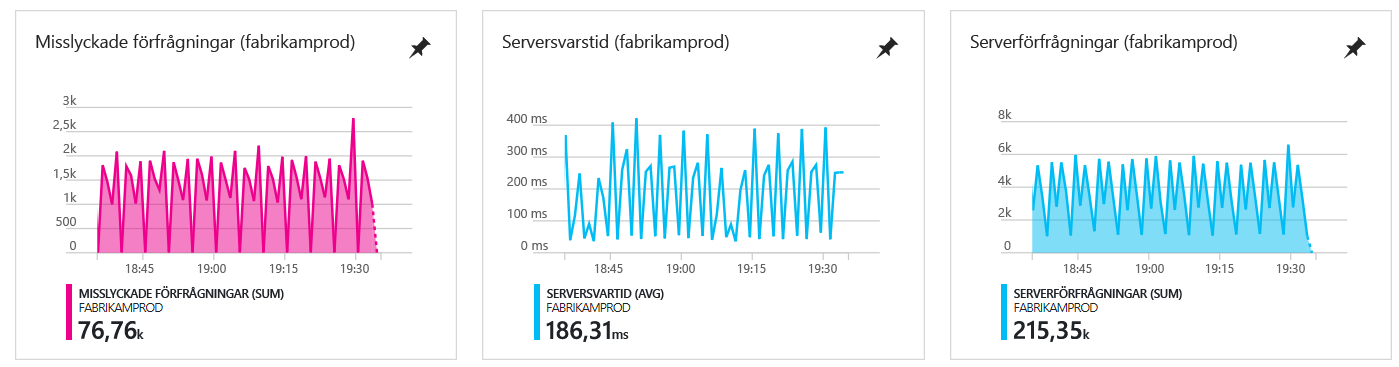 Misslyckade förfrågningar (fabrikamprod)
3k
2,5k
2k
1,5k
1k
500
0
18:45 19:00 19:15 19:30
MISSLYCKADE FÖRFRÅGNINGAR (SUM)
FABRIKAMPROD
76,76k
Serversvarstid (fabrikamprod)
400 ms
300 ms
200 ms
100 ms
0 ms
18:45 19:00 19:15 19:30
SERVERSVARTID (AVG)
FABRIKAMPROD
186,31ms
Serverförfrågningar (fabrikamprod)
8k
6k
4k
2k
0
18:45 19:00 19:15 19:30
SERVERFÖRFRÅGNINGAR (SUM)
FABRIKAMPROD
215,35k